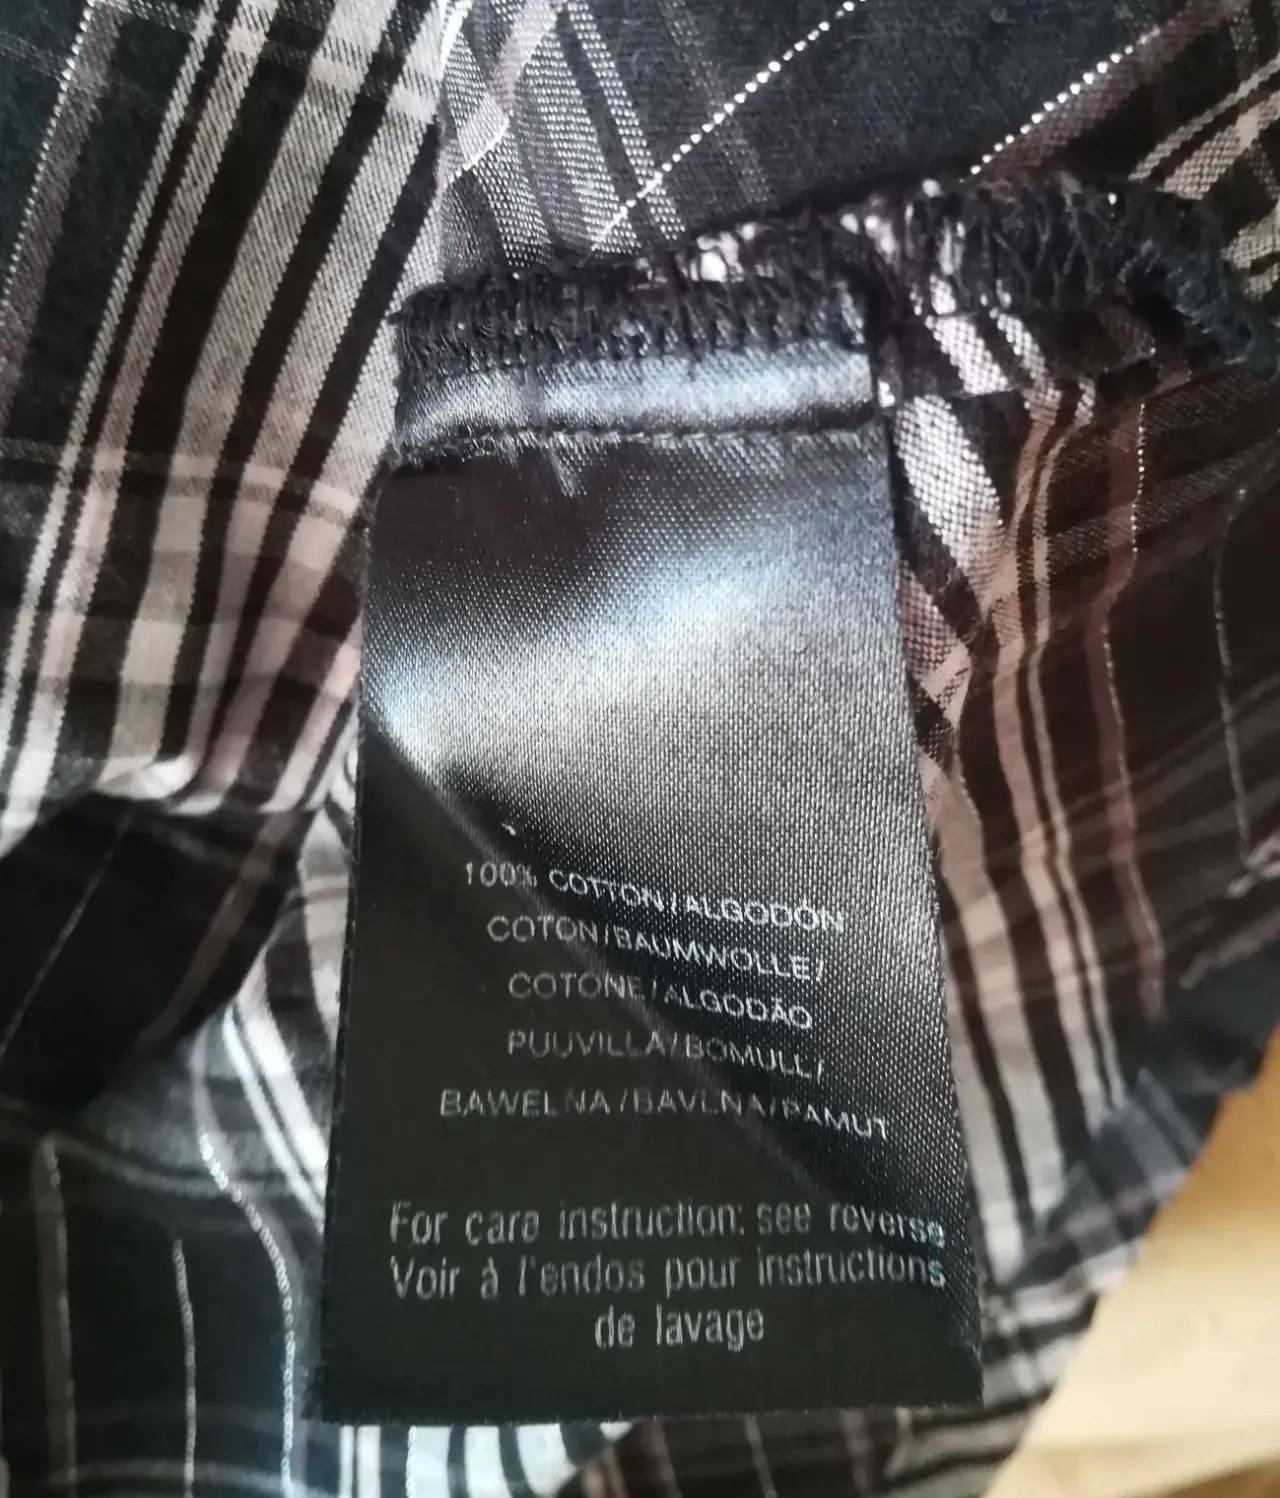 100% COTTON/ALGODÓN
COTON/BAUMWOLLE/
COTONE/ALGODÃO
PUUVILLA/BOMULL/
BAWEŁNA/BAVLNA/PAMUT
For care instruction: see reverse
Voir à l'endos pour instructions
de lavage